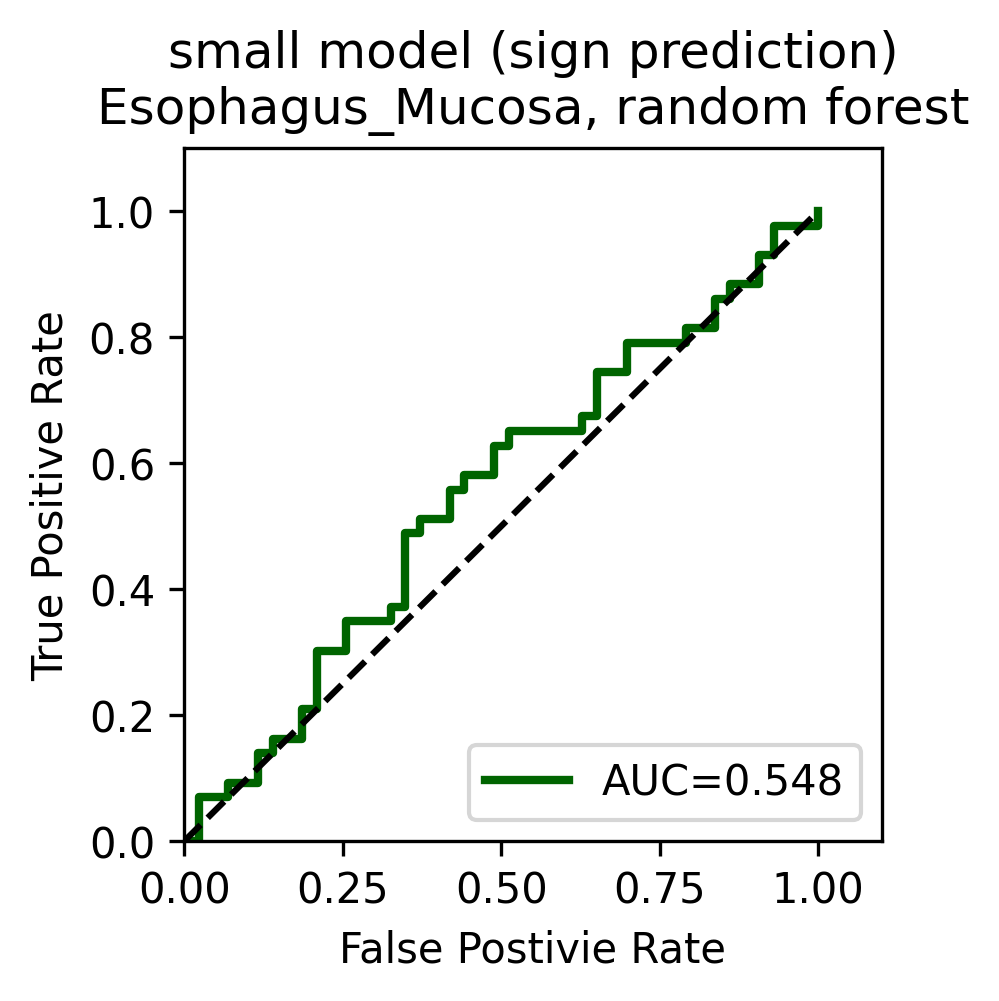 small model (sign prediction)
Esophagus_Mucosa, random forest
1.0
0.8
0.6
0.4
0.2
0.0
True Positive Rate
AUC=0.548
0.00 0.25 0.50 0.75 1.00
False Postivie Rate